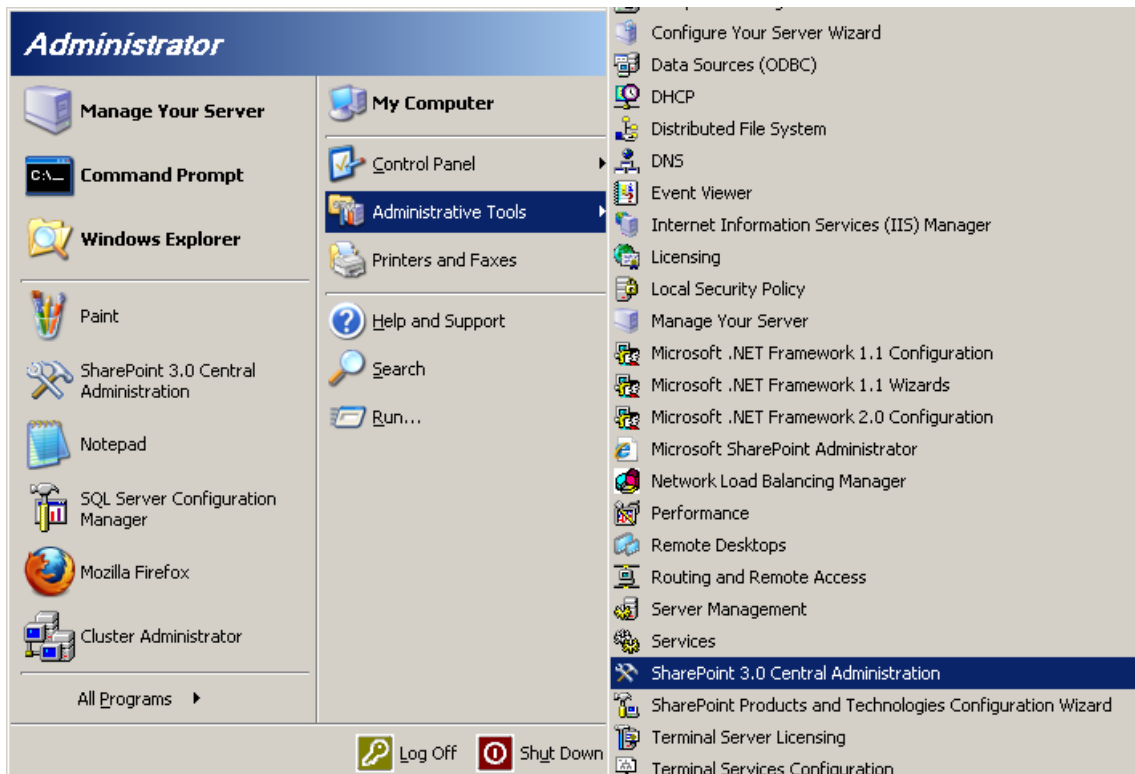 Administrator
Manage Your Server
Command Prompt
Windows Explorer
Paint
SharePoint 3.0 Central
Administration
Notepad
SQL Server Configuration
Manager
Mozilla Firefox
Cluster Administrator
All Programs
My Computer
Control Panel
Administrative Tools
Printers and Faxes
Help and Support
Search
Run...
Log Off
Shut Down
Configure Your Server Wizard
Data Sources (ODBC)
DHCP
Distributed File System
DNS
Event Viewer
Internet Information Services (IIS) Manager
Licensing
Local Security Policy
Manage Your Server
Microsoft .NET Framework 1.1 Configuration
Microsoft .NET Framework 1.1 Wizards
Microsoft .NET Framework 2.0 Configuration
Microsoft SharePoint Administrator
Network Load Balancing Manager
Performance
Remote Desktops
Routing and Remote Access
Server Management
Services
SharePoint 3.0 Central Administration
SharePoint Products and Technologies Configuration Wizard
Terminal Server Licensing
Terminal Services Configuration